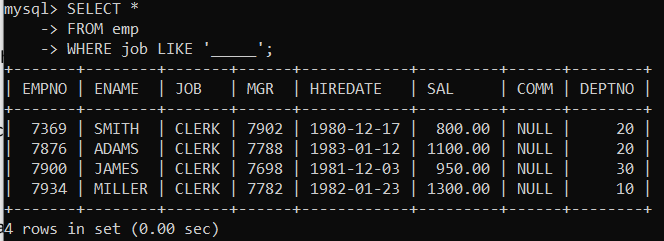 mysql> SELECT *
    -> FROM emp
    -> WHERE job LIKE '_____';
+-------+--------+-------+------+------------+---------+------+--------+
| EMPNO | ENAME  | JOB   | MGR  | HIREDATE   | SAL     | COMM | DEPTNO |
+-------+--------+-------+------+------------+---------+------+--------+
|  7369 | SMITH  | CLERK | 7902 | 1980-12-17 |  800.00 | NULL |     20 |
|  7876 | ADAMS  | CLERK | 7788 | 1983-01-12 | 1100.00 | NULL |     20 |
|  7900 | JAMES  | CLERK | 7698 | 1981-12-03 |  950.00 | NULL |     30 |
|  7934 | MILLER | CLERK | 7782 | 1982-01-23 | 1300.00 | NULL |     10 |
+-------+--------+-------+------+------------+---------+------+--------+
4 rows in set (0.00 sec)